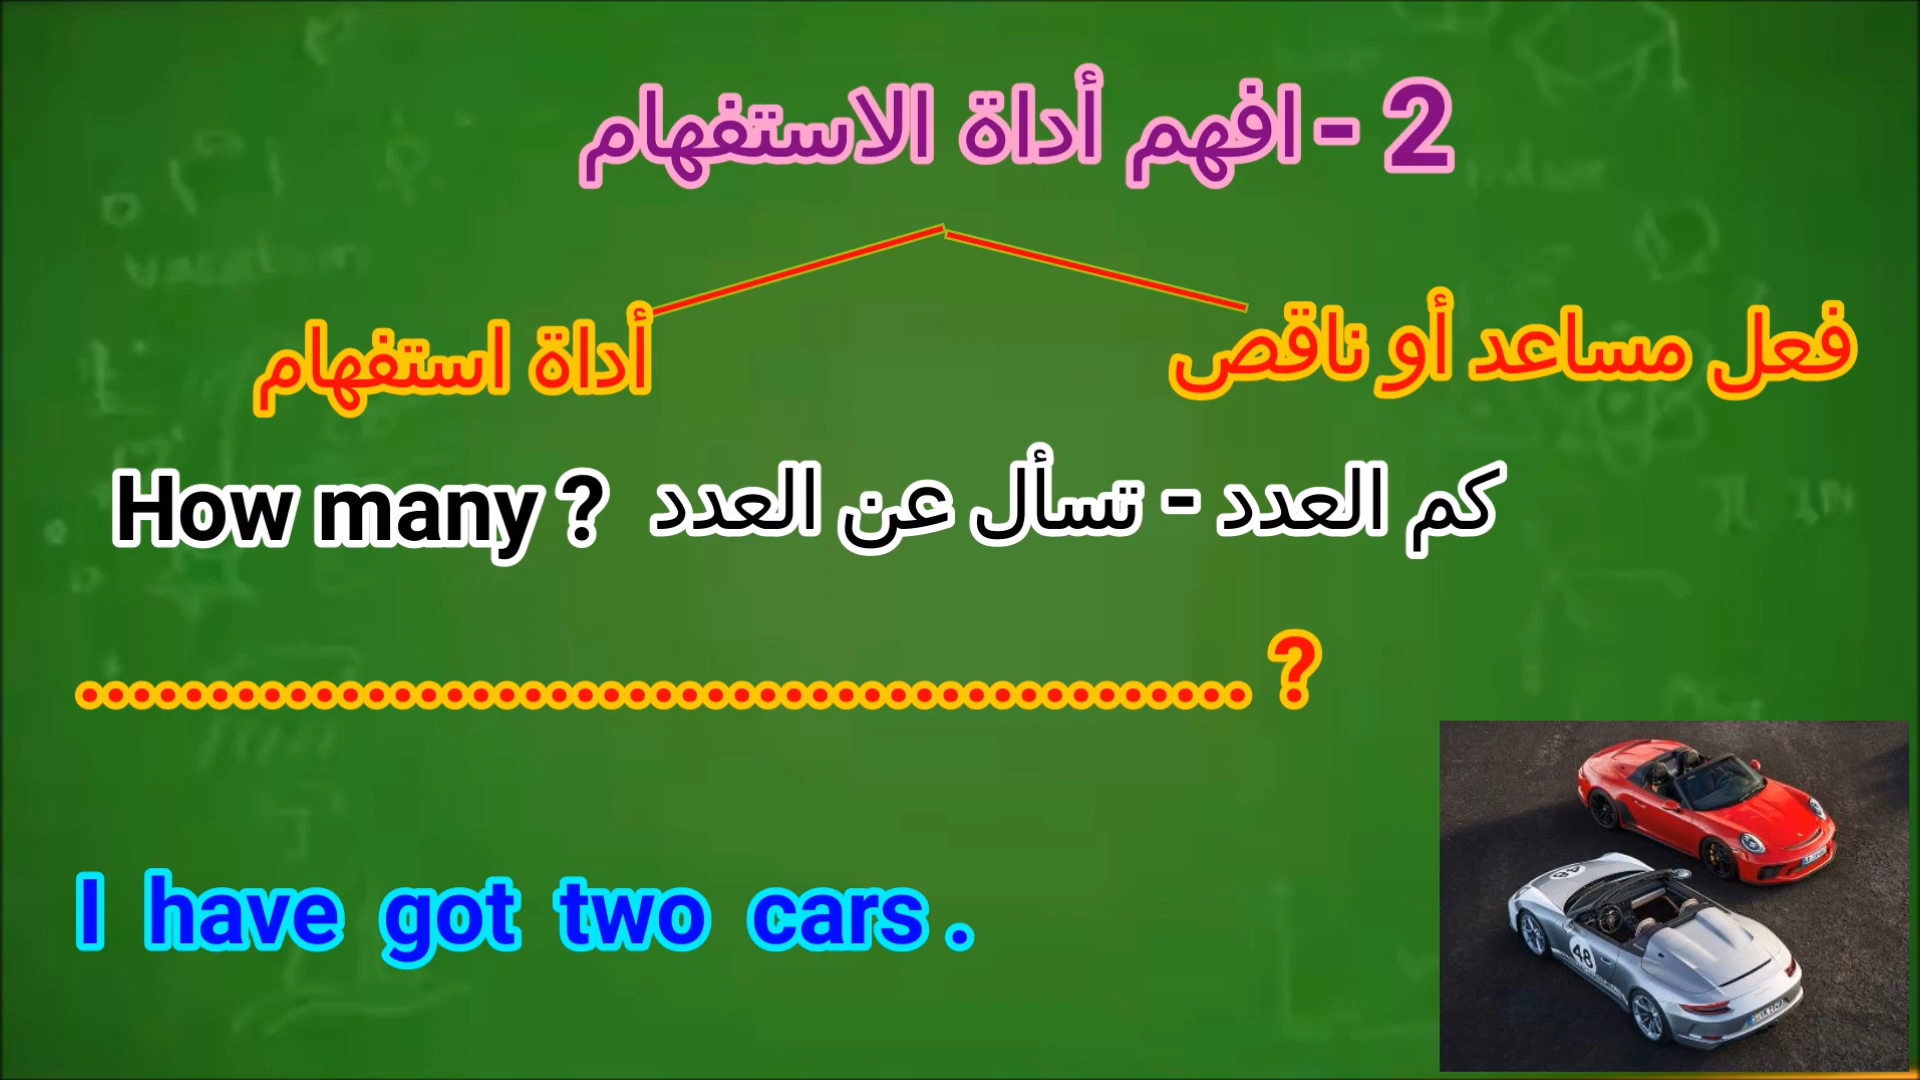 2 - افهم أداة الاستفهام
فعل مساعد أو ناقص
أداة استفهام
How many ? كم العدد - تسأل عن العدد
.............................................. ?
I have got two cars .
48